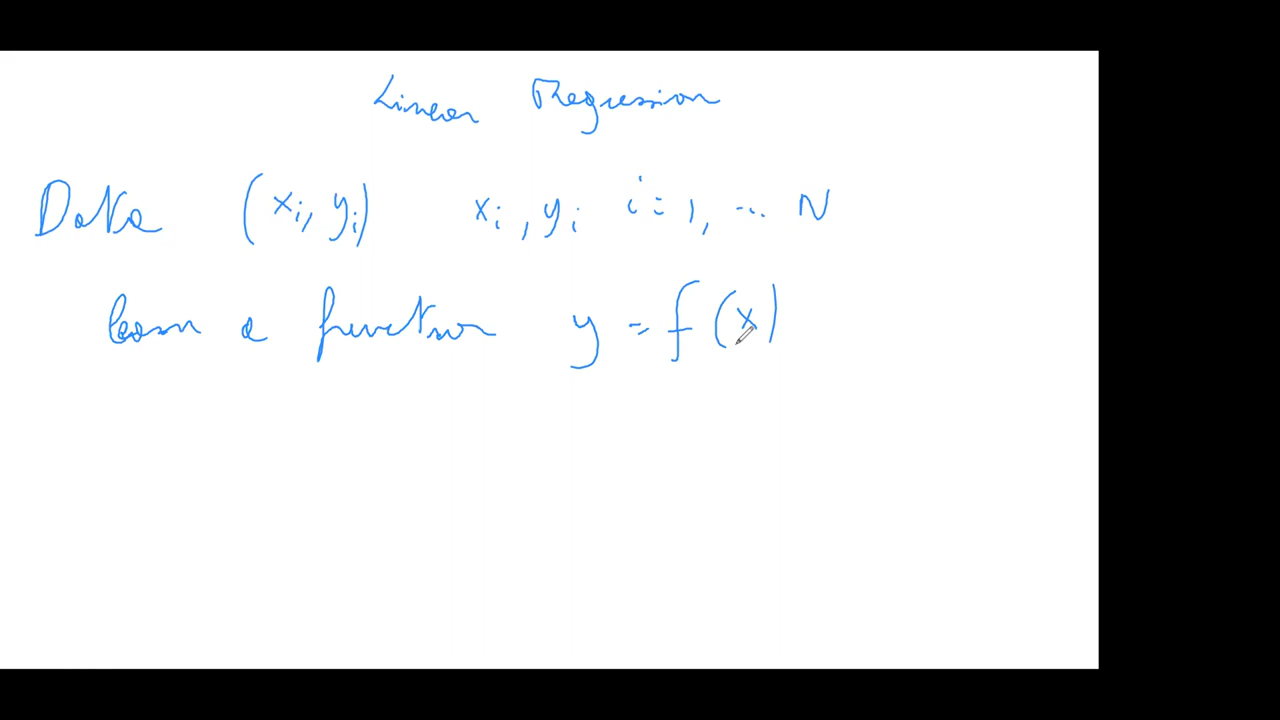 Linear Regression
Data (xi, yi) xi, yi i = 1, ... N
learn a function y = f(x)